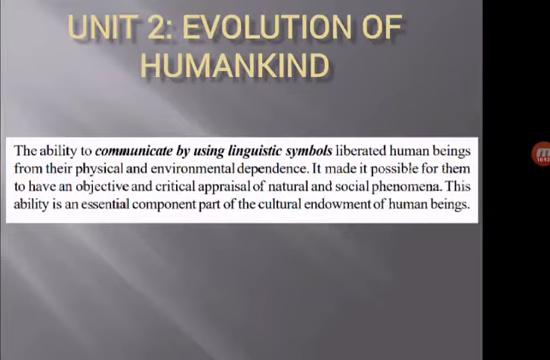 UNIT 2: EVOLUTION OF
HUMANKIND
The ability to communicate by using linguistic symbols liberated human beings
from their physical and environmental dependence. It made it possible for them
to have an objective and critical appraisal of natural and social phenomena. This
ability is an essential component part of the cultural endowment of human beings.